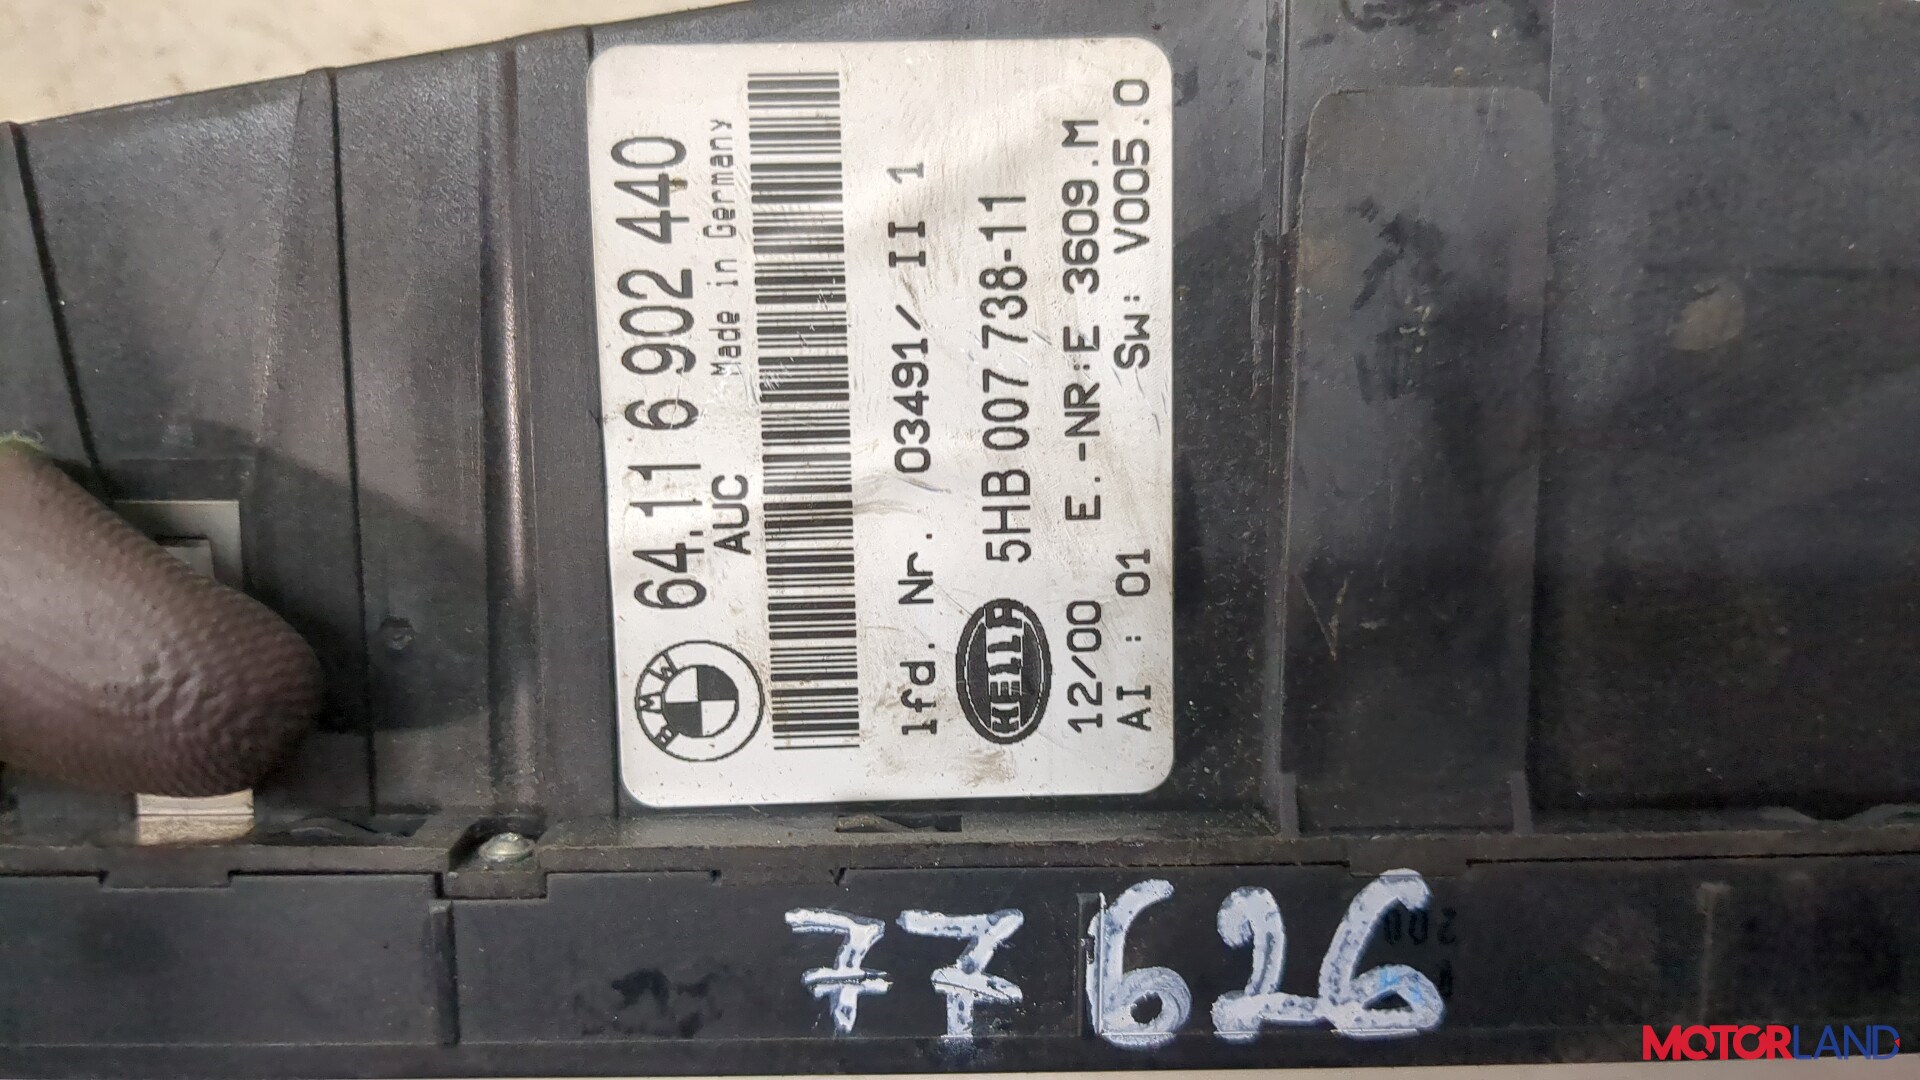 BMW
64.11 6 902 440
AUC Made in Germany
lfd. Nr. 03491/ II 1
HELLA 5HB 007 738-11
12/00 E.-NR:E 3609.M
AI : 01 SW: V005.0
77626
200
MOTORLAND